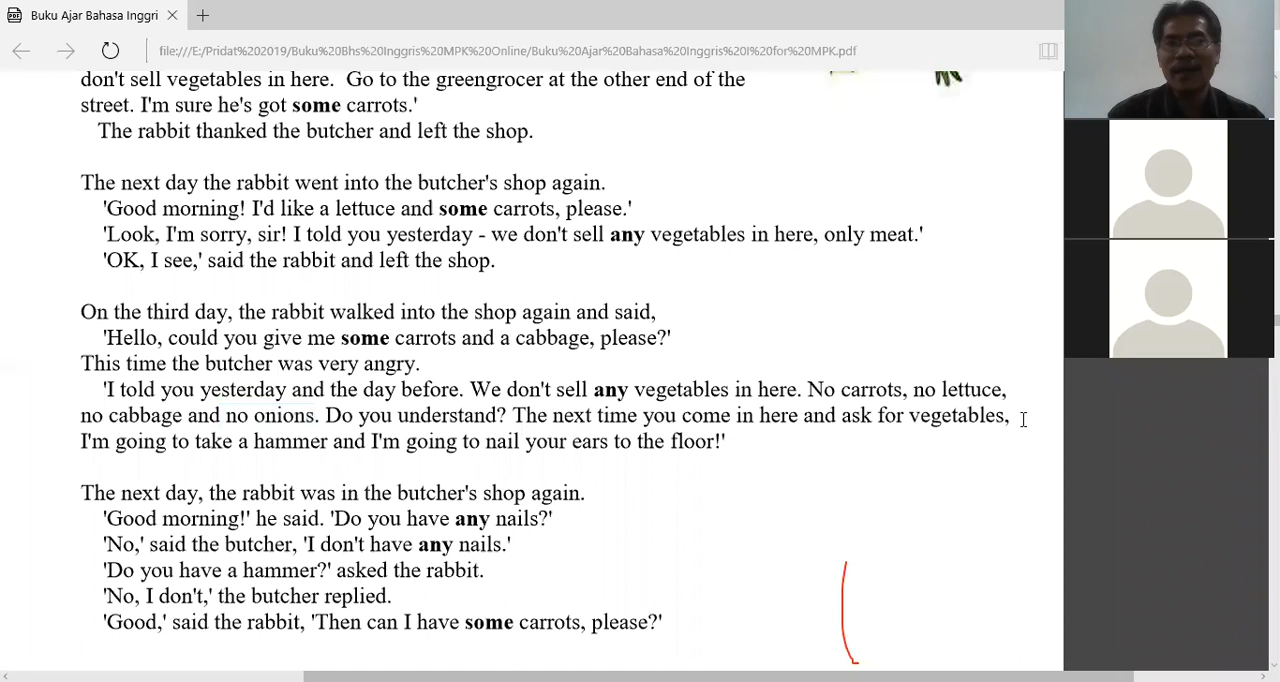 Buku Ajar Bahasa Inggri
file:///E:/Pridat%202019/Buku%20Bhs%20Inggris%20MPK%20Online/Buku%20Ajar%20Bahasa%20Inggris%20I%20for%20MPK.pdf
don't sell vegetables in here. Go to the greengrocer at the other end of the
street. I'm sure he's got some carrots.'
The rabbit thanked the butcher and left the shop.
The next day the rabbit went into the butcher's shop again.
'Good morning! I'd like a lettuce and some carrots, please.'
'Look, I'm sorry, sir! I told you yesterday - we don't sell any vegetables in here, only meat.'
'OK, I see,' said the rabbit and left the shop.
On the third day, the rabbit walked into the shop again and said,
'Hello, could you give me some carrots and a cabbage, please?'
This time the butcher was very angry.
'I told you yesterday and the day before. We don't sell any vegetables in here. No carrots, no lettuce,
no cabbage and no onions. Do you understand? The next time you come in here and ask for vegetables,
I'm going to take a hammer and I'm going to nail your ears to the floor!'
The next day, the rabbit was in the butcher's shop again.
'Good morning!' he said. 'Do you have any nails?'
'No,' said the butcher, 'I don't have any nails.'
'Do you have a hammer?' asked the rabbit.
'No, I don't,' the butcher replied.
'Good,' said the rabbit, 'Then can I have some carrots, please?'